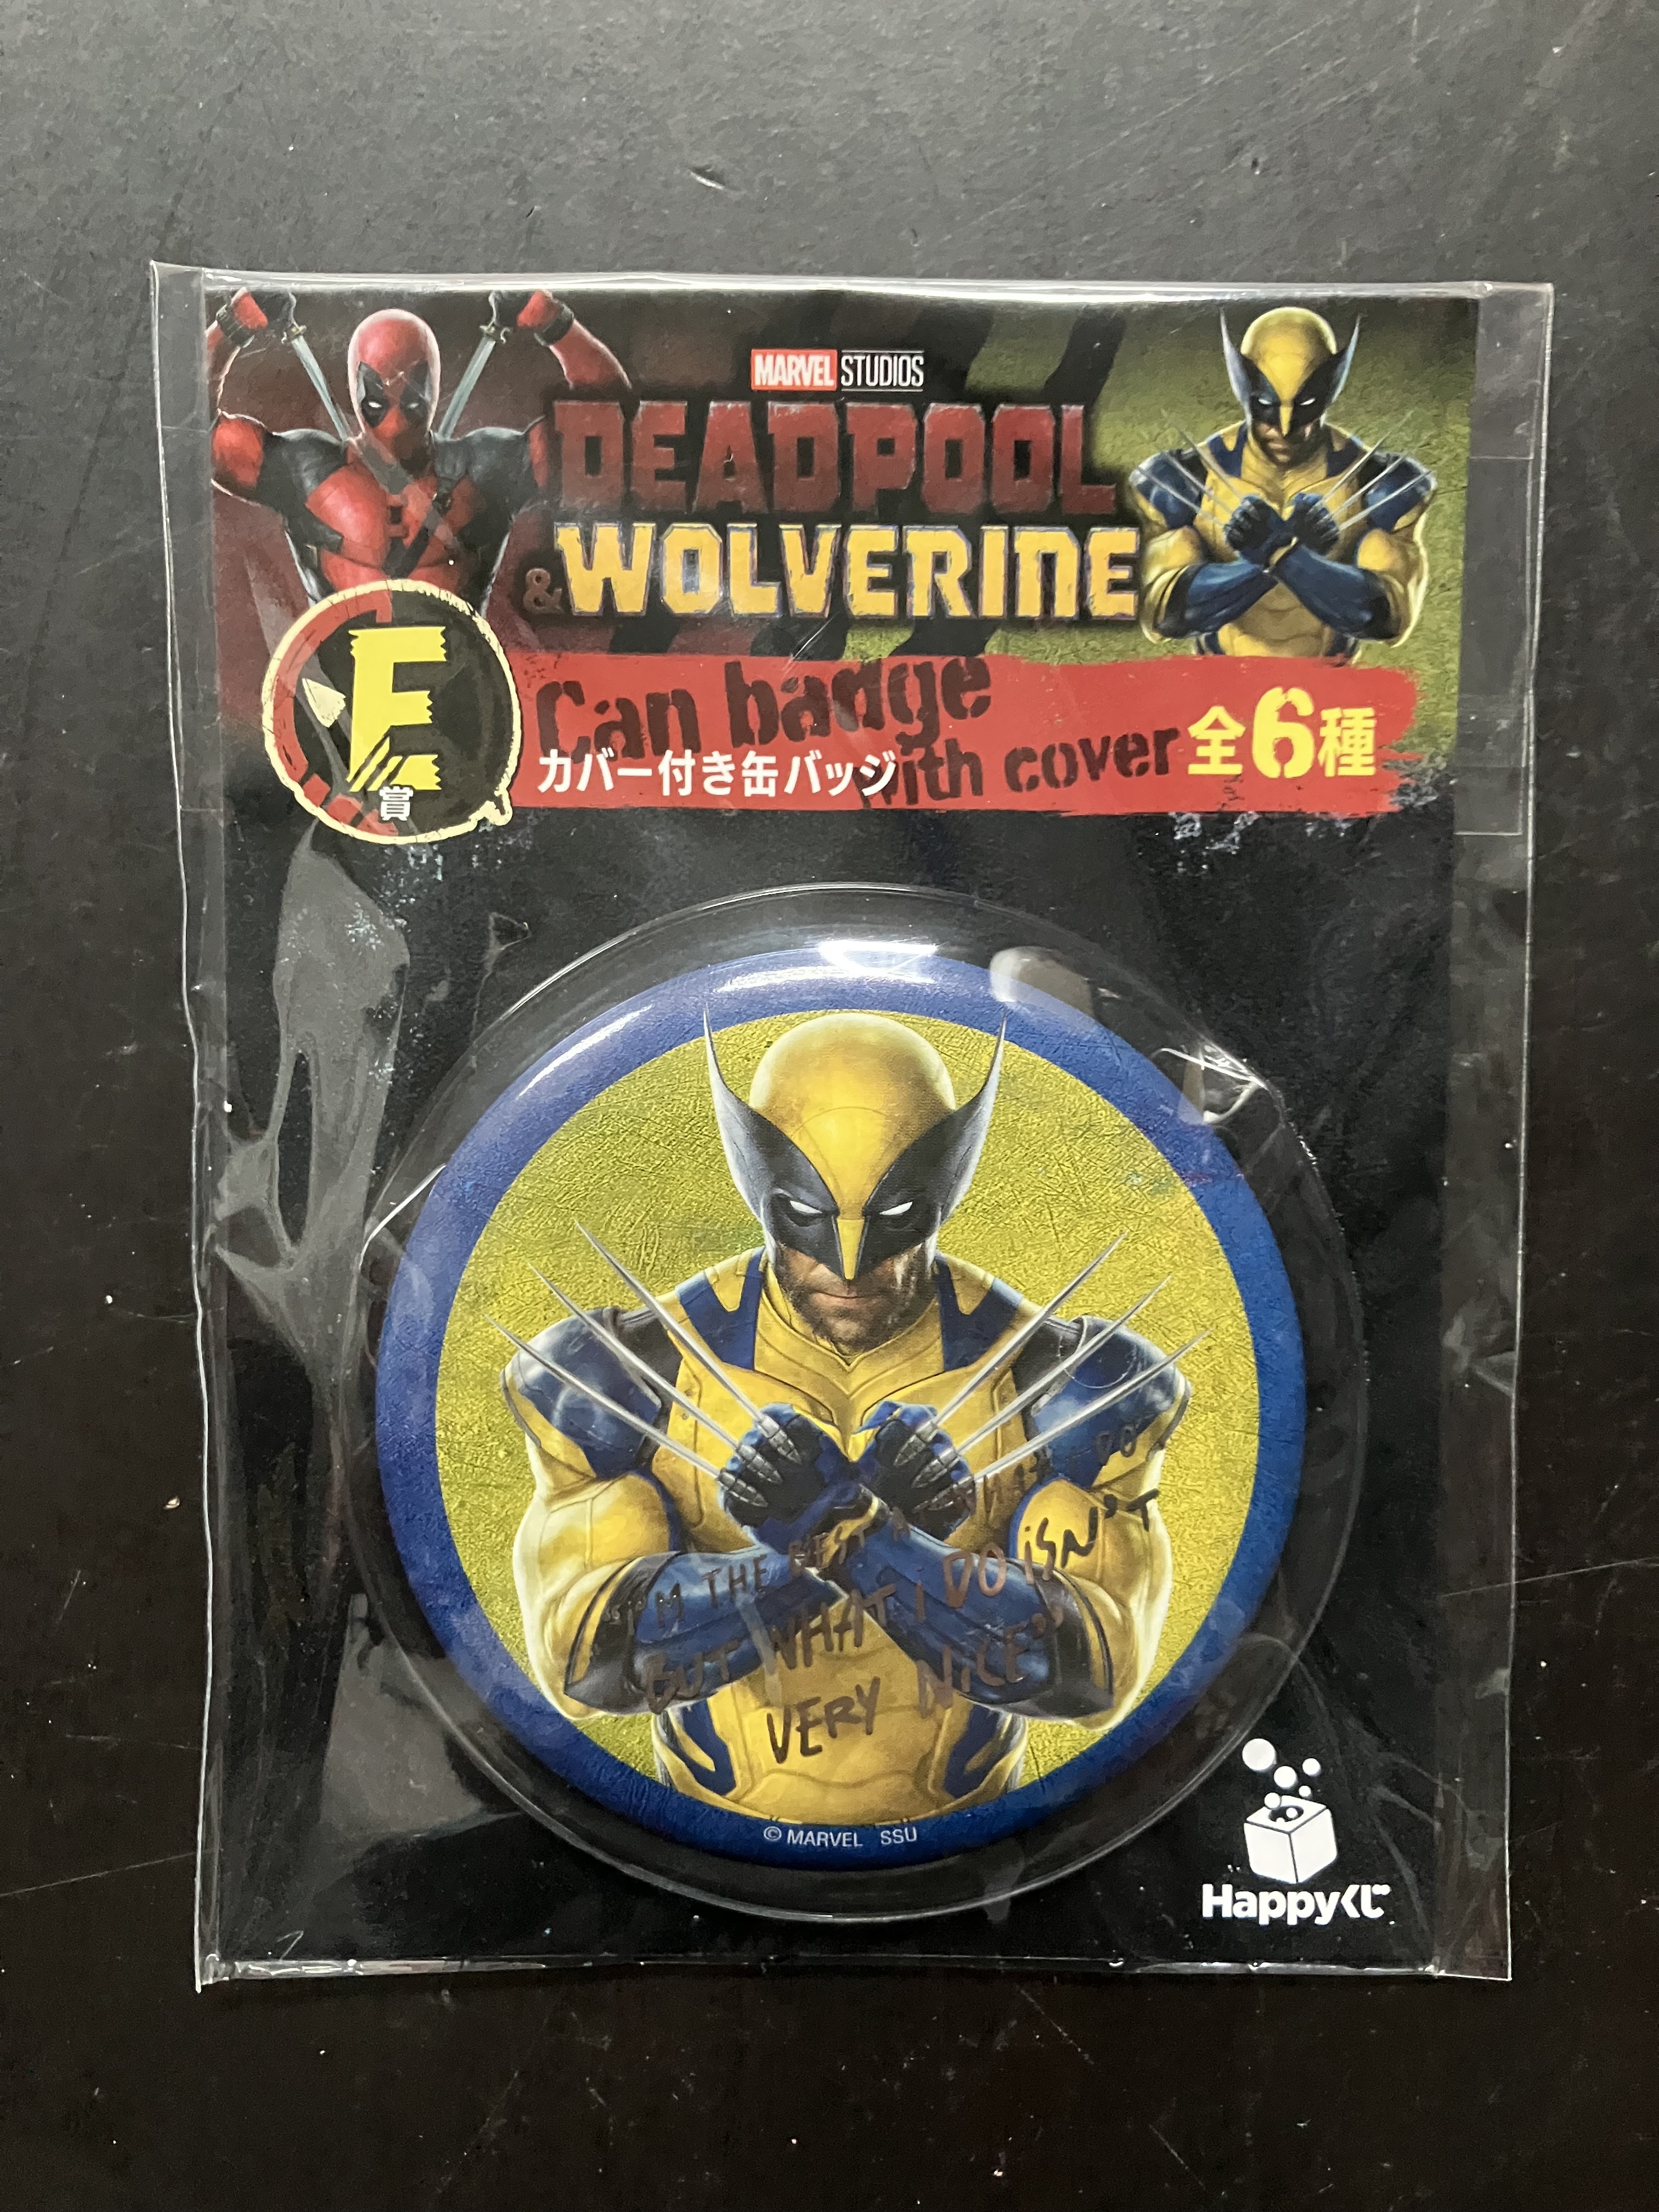 MARVEL STUDIOS
DEADPOOL
& WOLVERINE
E
賞
Can badge
with cover
カバー付き缶バッジ
全6種
"I'M THE BEST WHAT I DO
BUT WHAT i DO iSN'T
VERY NiCE"
© MARVEL SSU
Happyくじ